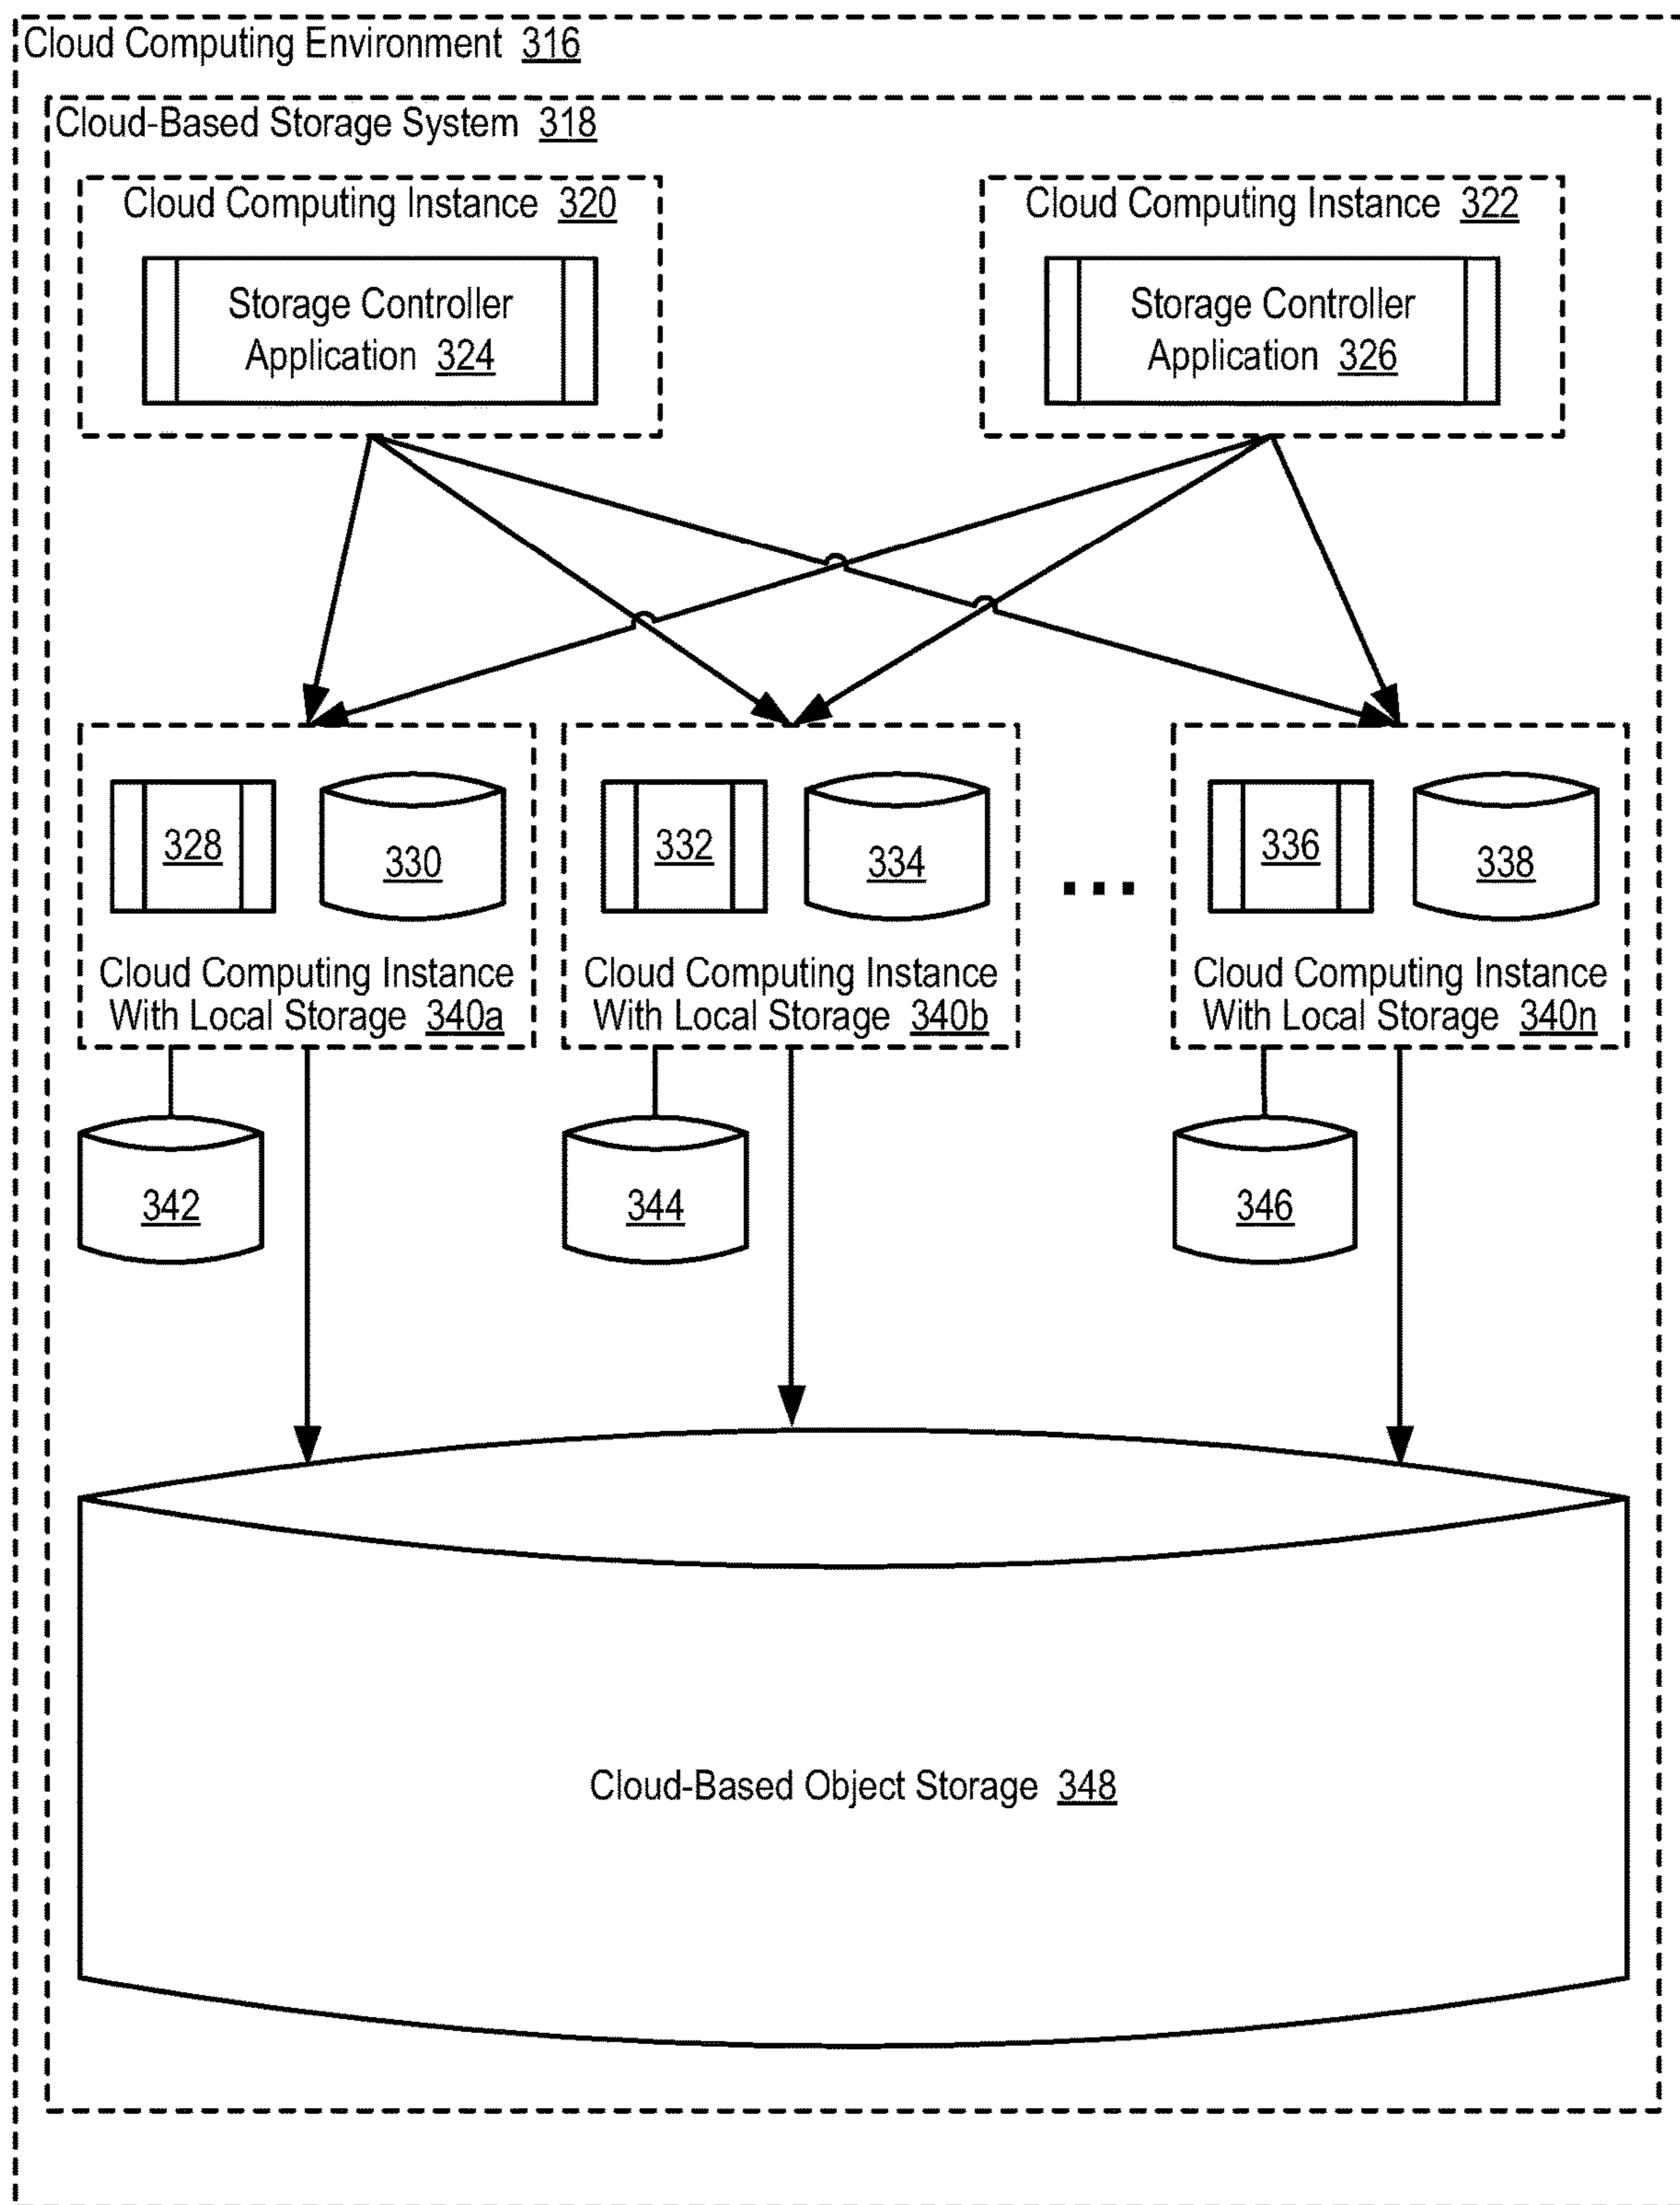 Cloud Computing Environment 316
Cloud-Based Storage System 318
Cloud Computing Instance 320
Storage Controller
Application 324
Cloud Computing Instance 322
Storage Controller
Application 326
328
330
Cloud Computing Instance
With Local Storage 340a
332
334
Cloud Computing Instance
With Local Storage 340b
...
336
338
Cloud Computing Instance
With Local Storage 340n
342
344
346
Cloud-Based Object Storage 348